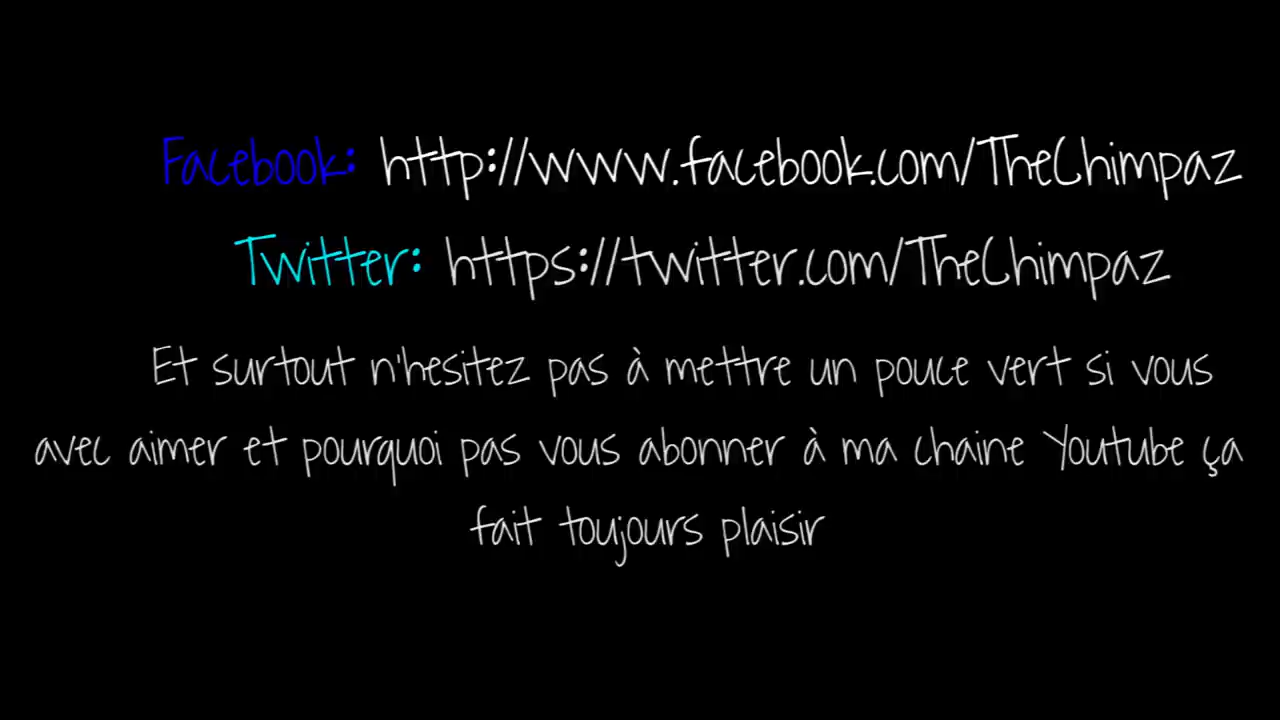 Facebook: http://www.facebook.com/TheChimpaz
Twitter: https://twitter.com/TheChimpaz
Et surtout n'hesitez pas à mettre un pouce vert si vous
avec aimer et pourquoi pas vous abonner à ma chaine Youtube ça
fait toujours plaisir